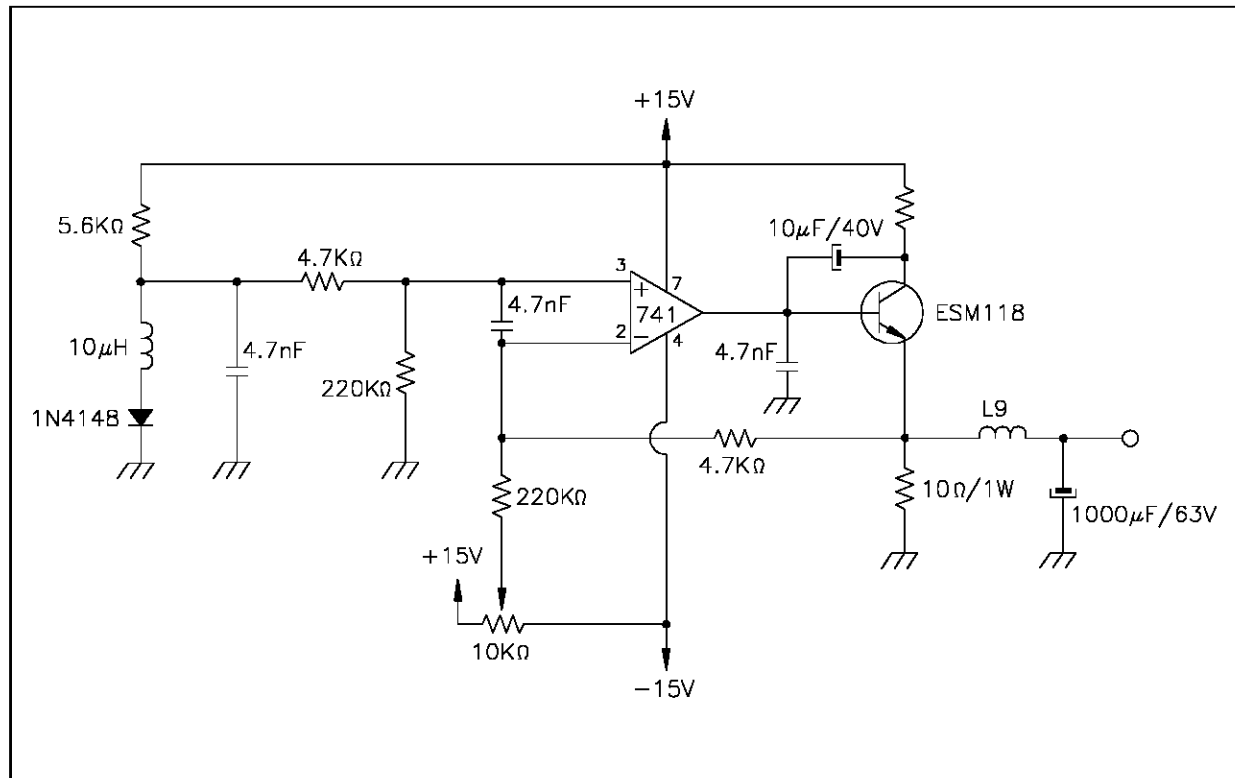 +15V
5.6KΩ
10μF/40V
4.7KΩ
3
7
4.7nF
+
741
ESM118
2
−
4
10μH
4.7nF
4.7nF
220KΩ
1N4148
L9
4.7KΩ
220KΩ
10Ω/1W
1000μF/63V
+15V
10KΩ
−15V